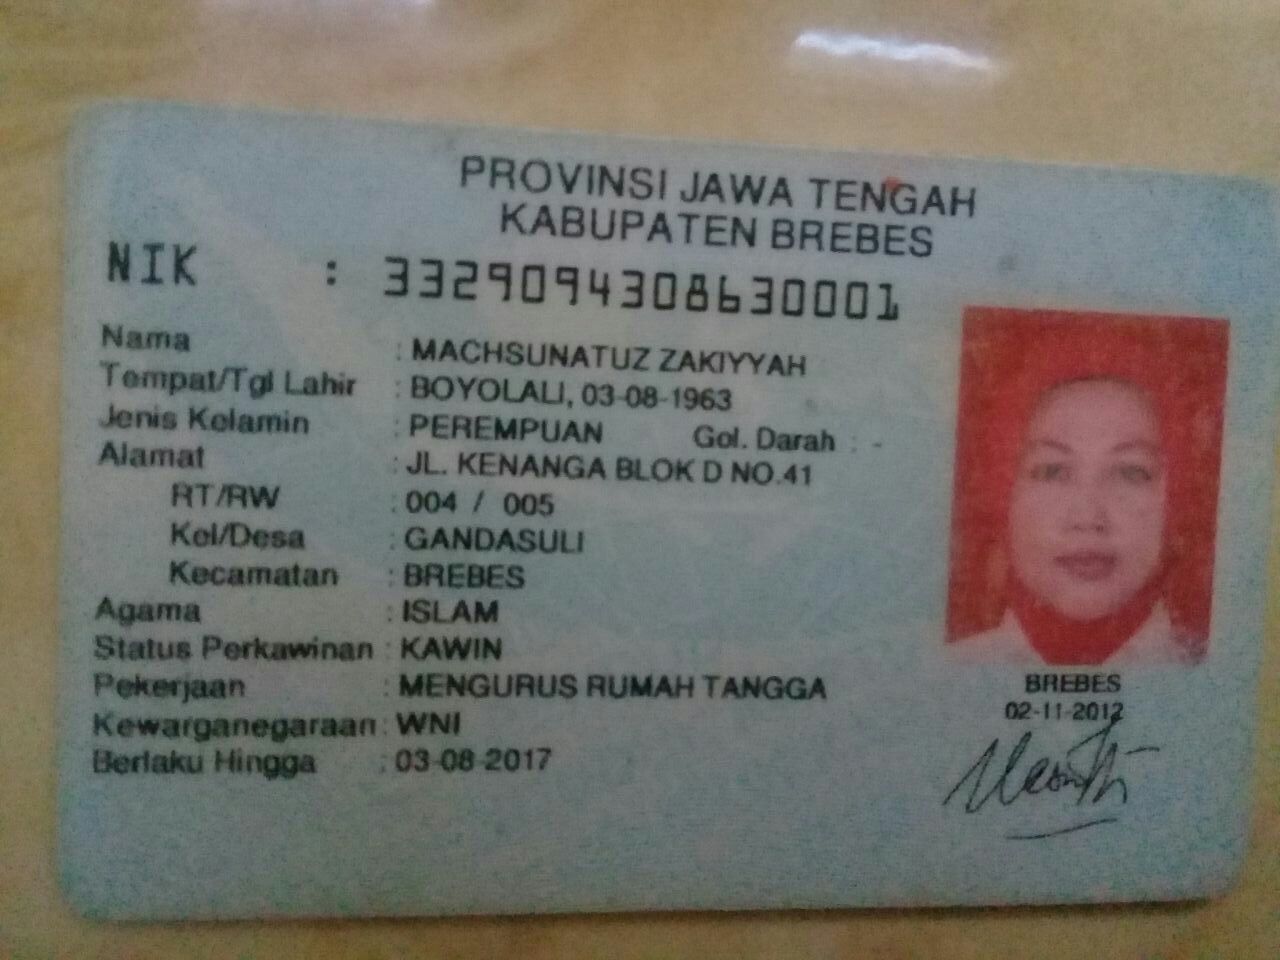 PROVINSI JAWA TENGAH
KABUPATEN BREBES
NIK : 3329094308630001
Nama : MACHSUNATUZ ZAKIYYAH
Tempat/Tgl Lahir : BOYOLALI, 03-08-1963
Jenis Kelamin : PEREMPUAN Gol. Darah : -
Alamat : JL. KENANGA BLOK D NO.41
RT/RW : 004 / 005
Kel/Desa : GANDASULI
Kecamatan : BREBES
Agama : ISLAM
Status Perkawinan : KAWIN
Pekerjaan : MENGURUS RUMAH TANGGA
Kewarganegaraan : WNI
Berlaku Hingga : 03-08-2017
BREBES
02-11-2012